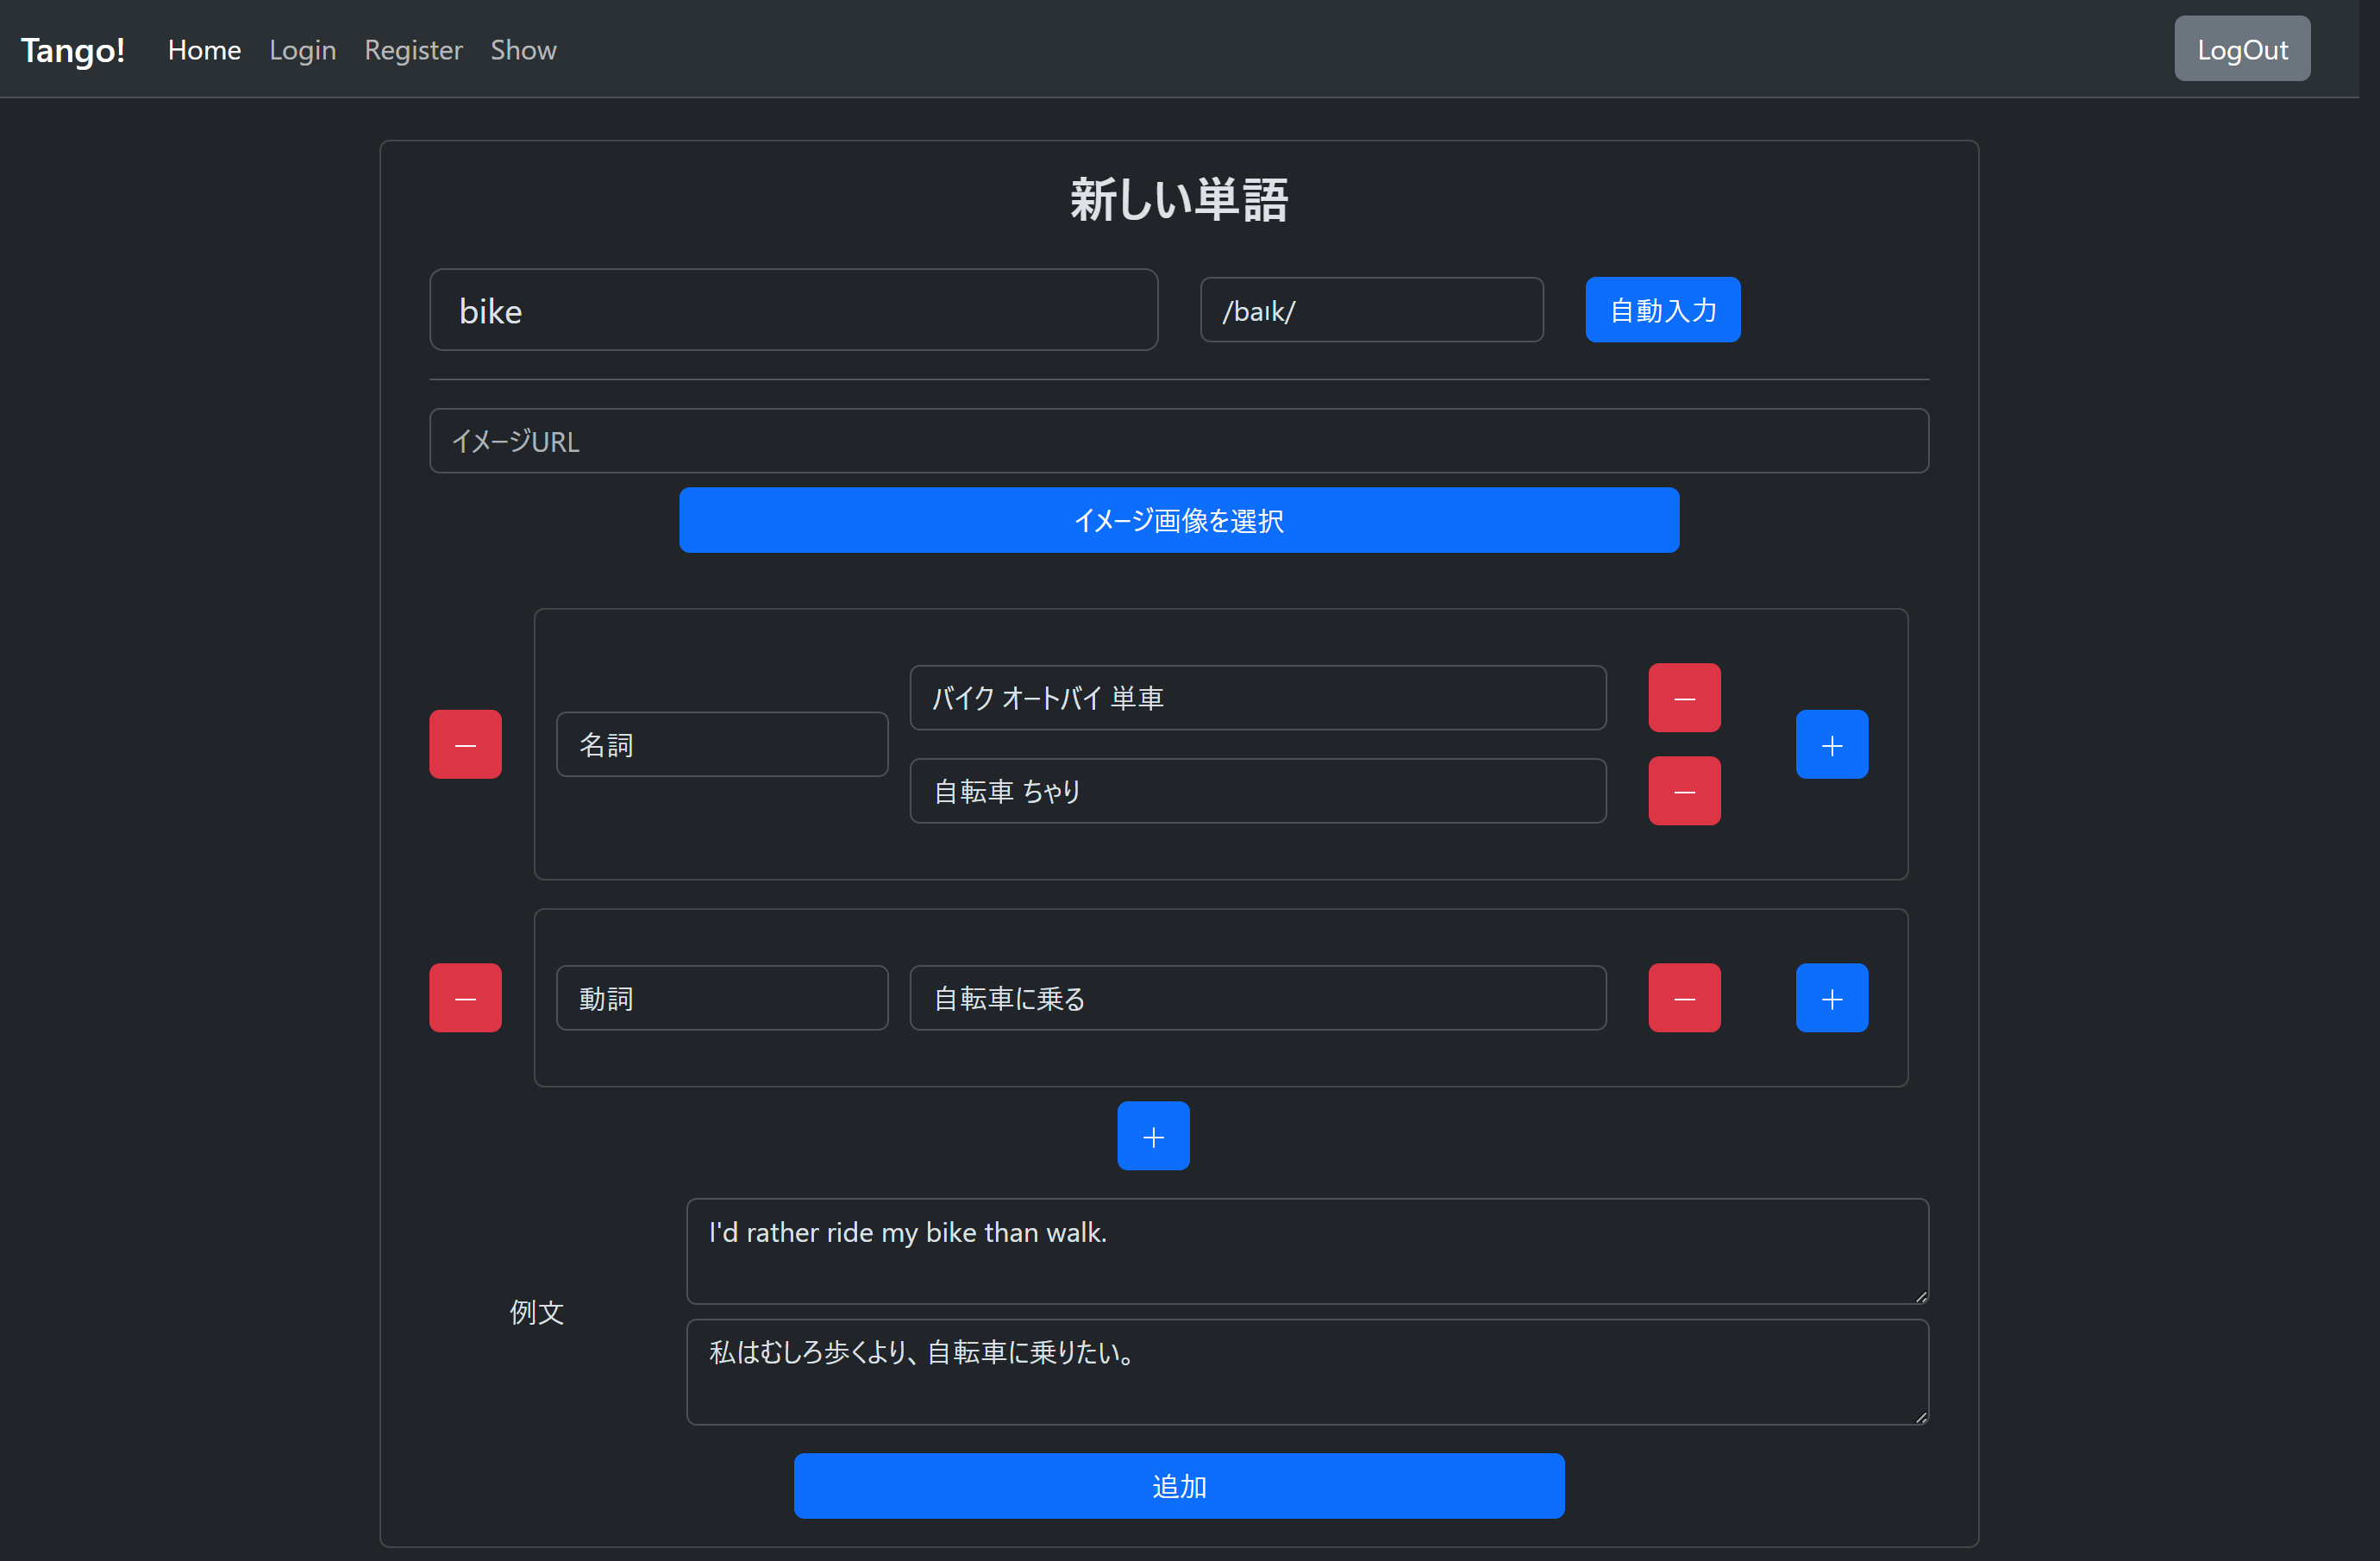 Tango! Home Login Register Show LogOut
新しい単語
bike /baɪk/ 自動入力
イメージURL
イメージ画像を選択
バイク オートバイ 単車
名詞
自転車 ちゃり
動詞 自転車に乗る
I'd rather ride my bike than walk.
例文
私はむしろ歩くより、自転車に乗りたい。
追加